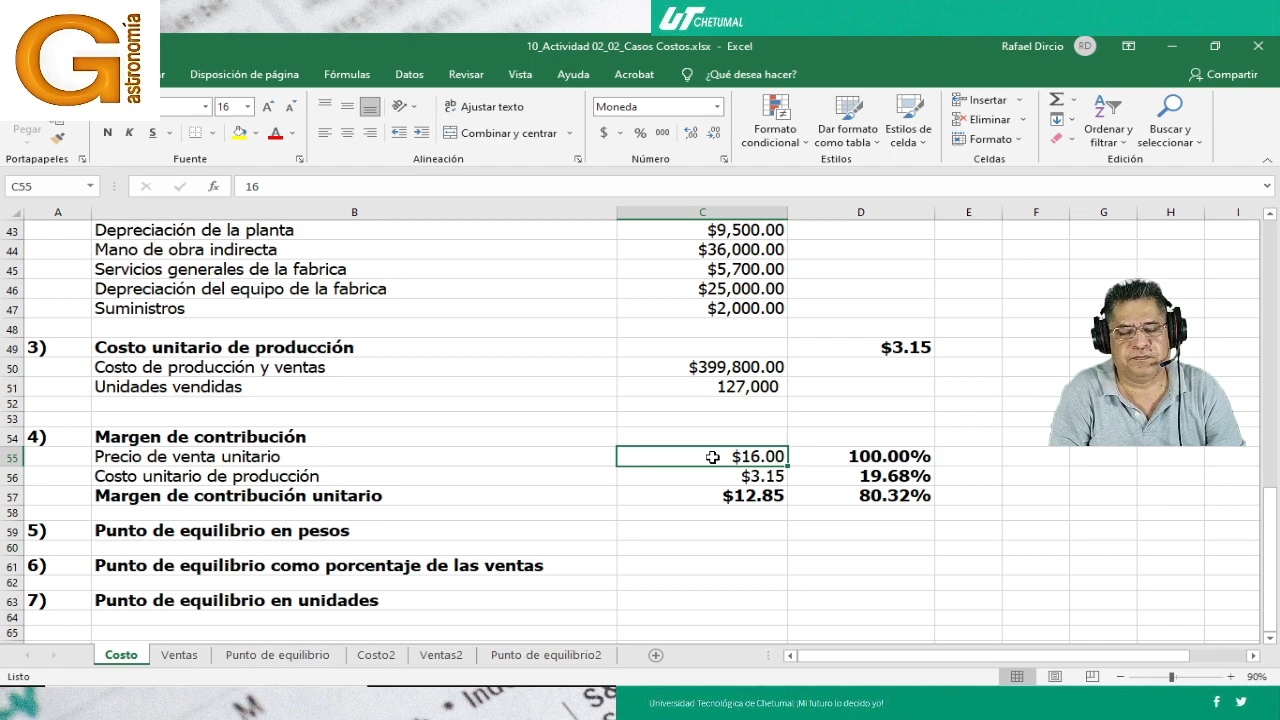 Gastronomía
UT CHETUMAL
10_Actividad 02_02_Casos Costos.xlsx - Excel
Rafael Dircio RD
Disposición de página Fórmulas Datos Revisar Vista Ayuda Acrobat ¿Qué desea hacer? Compartir
Pegar
16
Ajustar texto
Moneda
N K S
Combinar y centrar
$ % 000
Formato condicional
Dar formato como tabla
Estilos de celda
Insertar
Eliminar
Formato
Ordenar y filtrar
Buscar y seleccionar
Portapapeles Fuente Alineación Número Estilos Celdas Edición
C55 fx 16
A B C D E F G H I
43 Depreciación de la planta $9,500.00
44 Mano de obra indirecta $36,000.00
45 Servicios generales de la fabrica $5,700.00
46 Depreciación del equipo de la fabrica $25,000.00
47 Suministros $2,000.00
48
49 3) Costo unitario de producción $3.15
50 Costo de producción y ventas $399,800.00
51 Unidades vendidas 127,000
52
53
54 4) Margen de contribución
55 Precio de venta unitario $16.00 100.00%
56 Costo unitario de producción $3.15 19.68%
57 Margen de contribución unitario $12.85 80.32%
58
59 5) Punto de equilibrio en pesos
60
61 6) Punto de equilibrio como porcentaje de las ventas
62
63 7) Punto de equilibrio en unidades
64
65
Costo Ventas Punto de equilibrio Costo2 Ventas2 Punto de equilibrio2
Listo 90%
Universidad Tecnológica de Chetumal ¡Mi futuro lo decido yo!